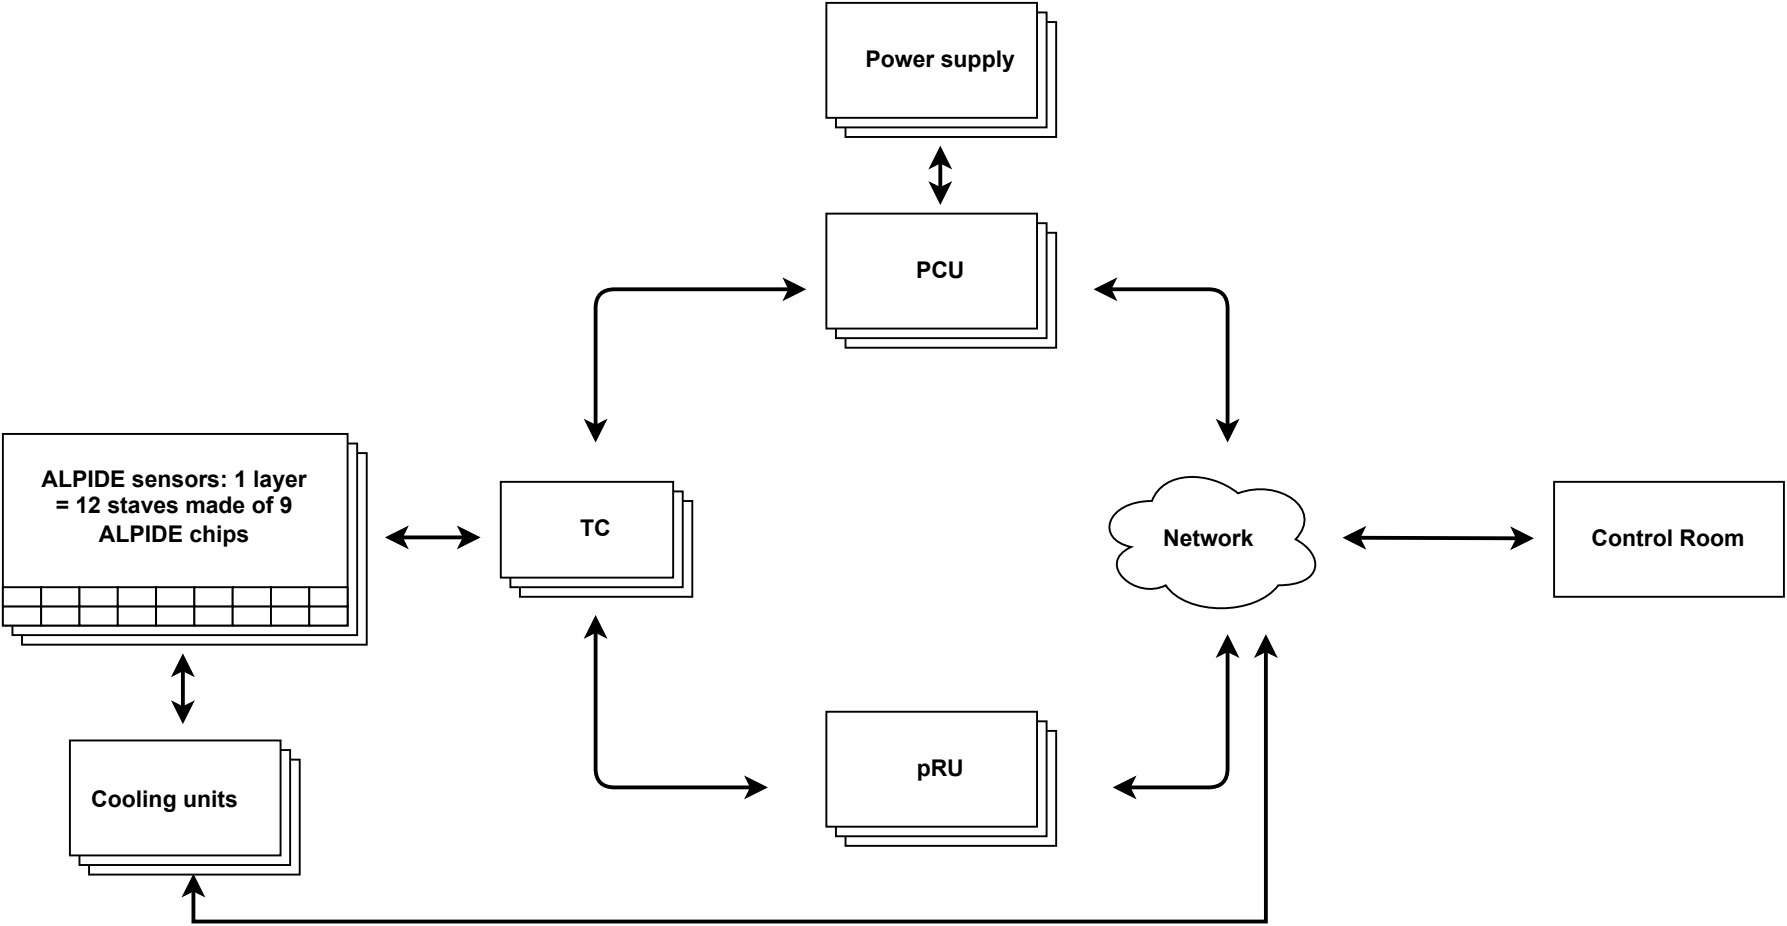 Power supply
PCU
ALPIDE sensors: 1 layer
= 12 staves made of 9
ALPIDE chips
TC
Network
Control Room
pRU
Cooling units